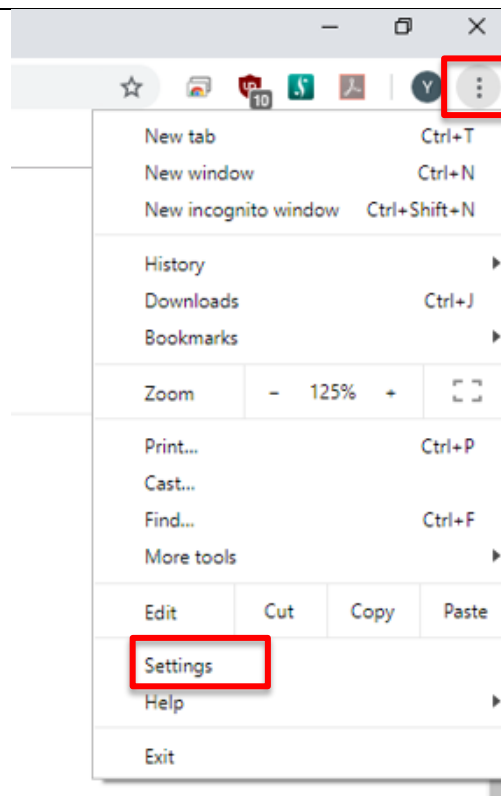 10
Y
New tab Ctrl+T
New window Ctrl+N
New incognito window Ctrl+Shift+N
History
Downloads Ctrl+J
Bookmarks
Zoom - 125% +
Print... Ctrl+P
Cast...
Find... Ctrl+F
More tools
Edit Cut Copy Paste
Settings
Help
Exit